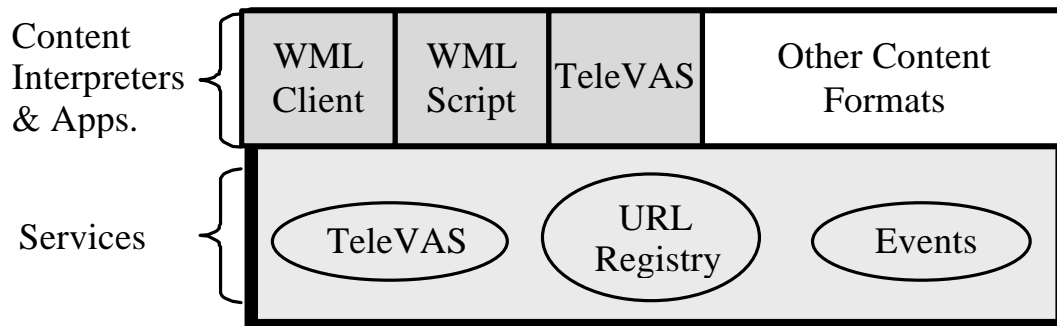 Content
Interpreters
& Apps.
WML
Client
WML
Script
TeleVAS
Other Content
Formats
Services
TeleVAS
URL
Registry
Events